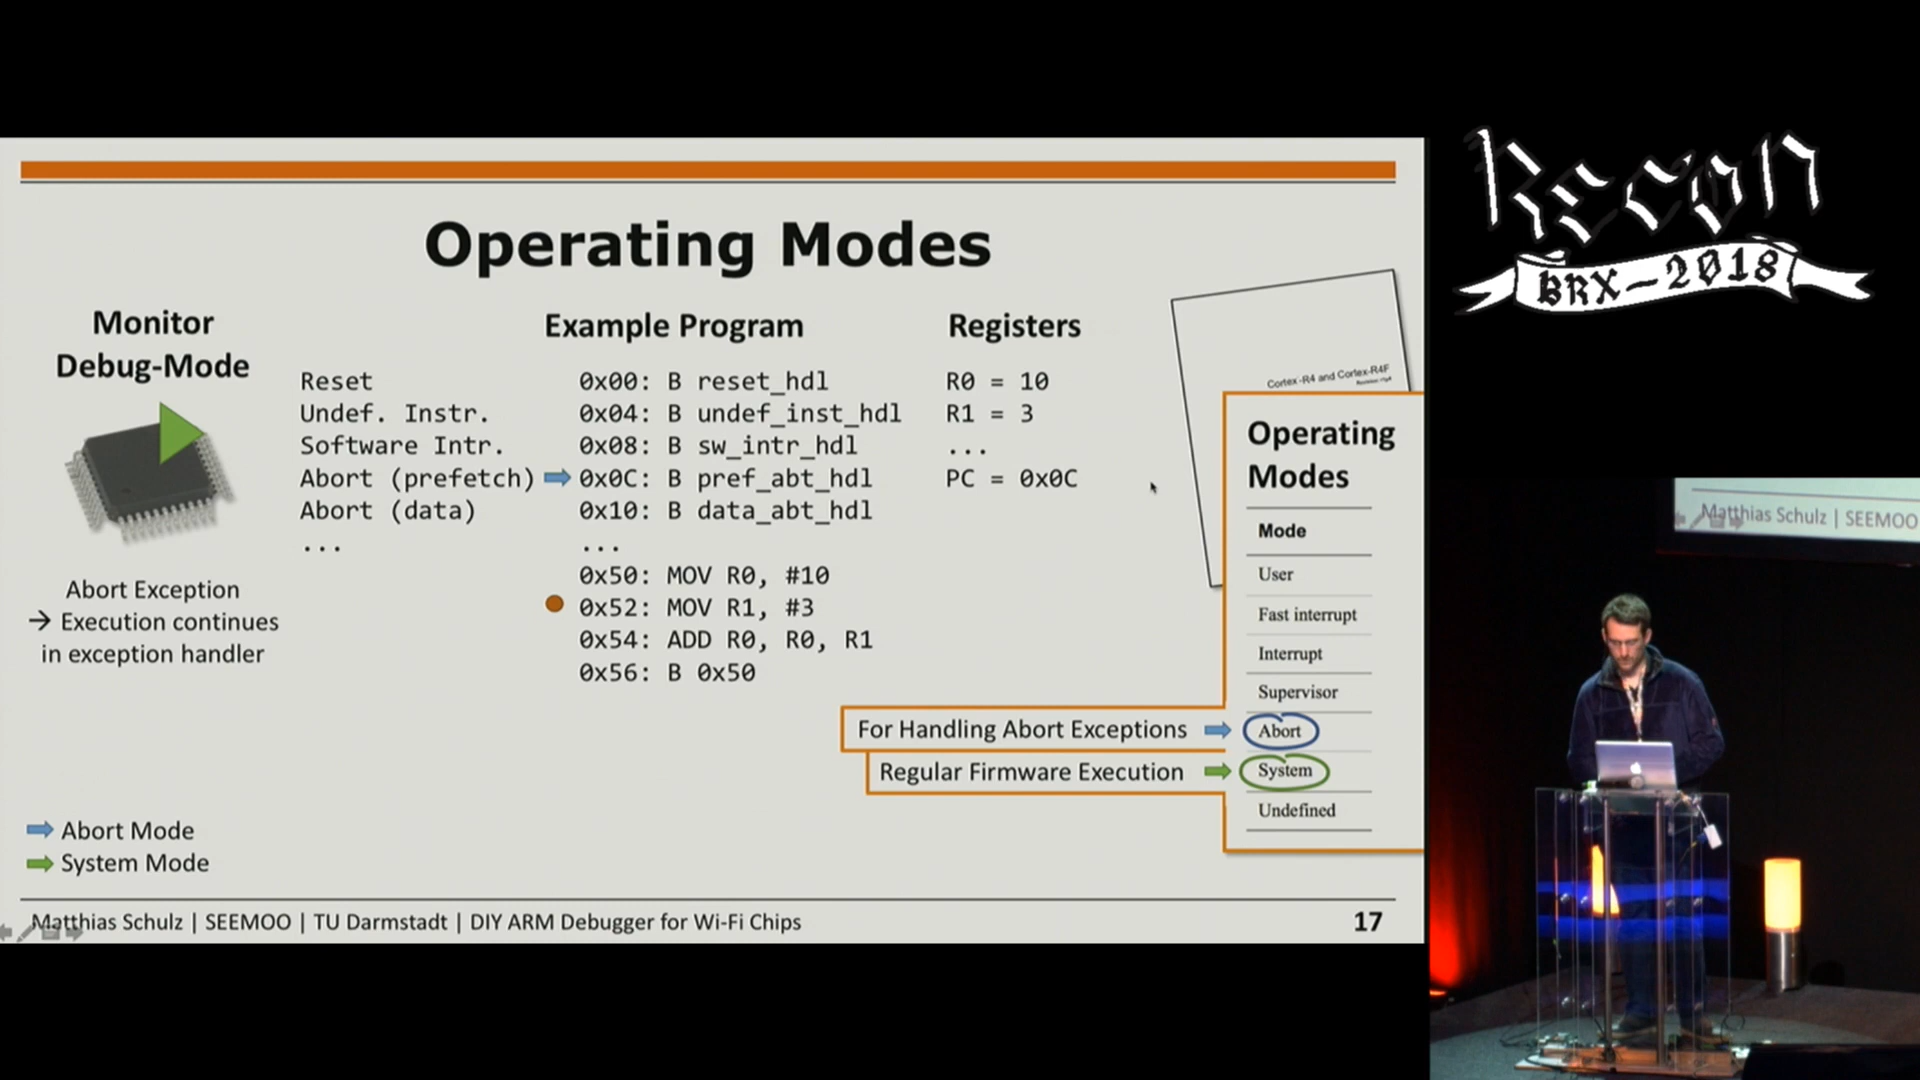 Operating Modes
Monitor
Debug-Mode
Abort Exception
→ Execution continues
in exception handler
Example Program
Reset 0x00: B reset_hdl
Undef. Instr. 0x04: B undef_inst_hdl
Software Intr. 0x08: B sw_intr_hdl
Abort (prefetch) 0x0C: B pref_abt_hdl
Abort (data) 0x10: B data_abt_hdl
... ...
0x50: MOV R0, #10
0x52: MOV R1, #3
0x54: ADD R0, R0, R1
0x56: B 0x50
Registers
R0 = 10
R1 = 3
...
PC = 0x0C
Cortex-R4 and Cortex-R4F
Operating
Modes
Mode
User
Fast interrupt
Interrupt
Supervisor
For Handling Abort Exceptions Abort
Regular Firmware Execution System
Undefined
Abort Mode
System Mode
Matthias Schulz | SEEMOO | TU Darmstadt | DIY ARM Debugger for Wi-Fi Chips
17
Recon
BRX-2018
Matthias Schulz | SEEMOO